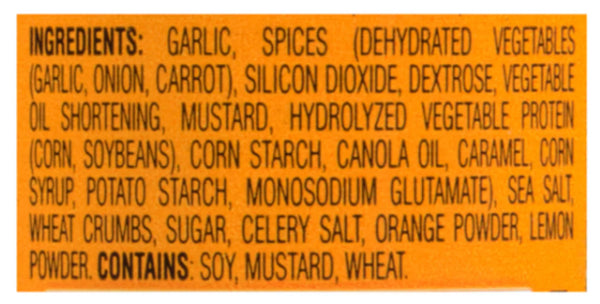 INGREDIENTS: GARLIC, SPICES (DEHYDRATED VEGETABLES
(GARLIC, ONION, CARROT), SILICON DIOXIDE, DEXTROSE, VEGETABLE
OIL SHORTENING, MUSTARD, HYDROLYZED VEGETABLE PROTEIN
(CORN, SOYBEANS), CORN STARCH, CANOLA OIL, CARAMEL, CORN
SYRUP, POTATO STARCH, MONOSODIUM GLUTAMATE), SEA SALT,
WHEAT CRUMBS, SUGAR, CELERY SALT, ORANGE POWDER, LEMON
POWDER. CONTAINS: SOY, MUSTARD, WHEAT.